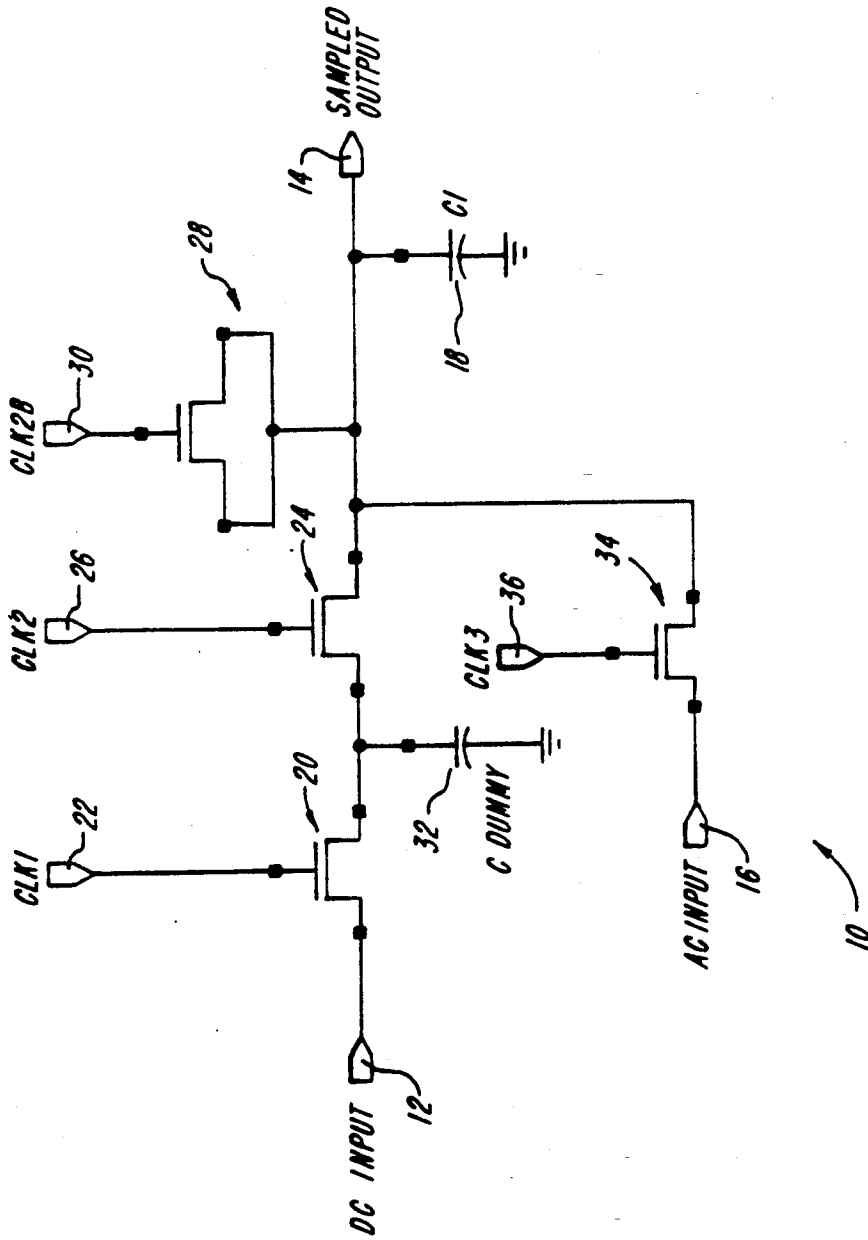 CLK1
22
CLK2
26
CLK2B
30
28
20
24
14
SAMPLED
OUTPUT
DC INPUT
12
32
C DUMMY
18
C1
CLK3
36
34
AC INPUT
16
10